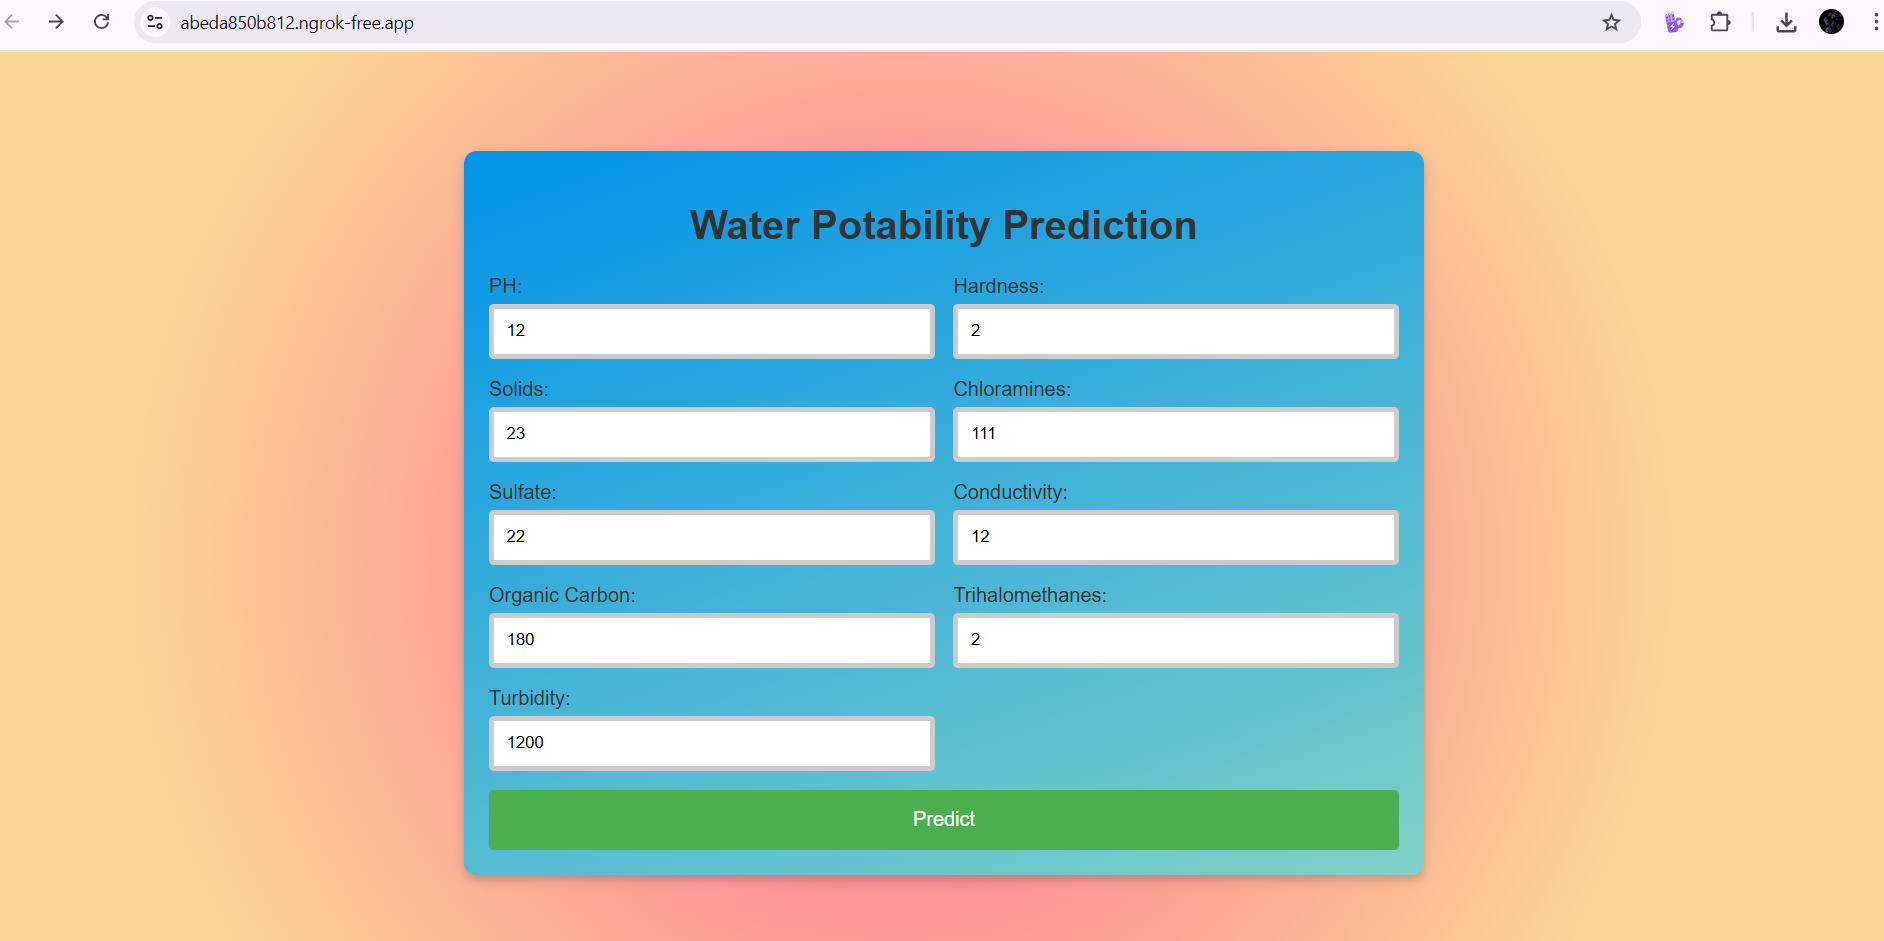 abeda850b812.ngrok-free.app
Water Potability Prediction
PH: Hardness:
12 2
Solids: Chloramines:
23 111
Sulfate: Conductivity:
22 12
Organic Carbon: Trihalomethanes:
180 2
Turbidity:
1200
Predict